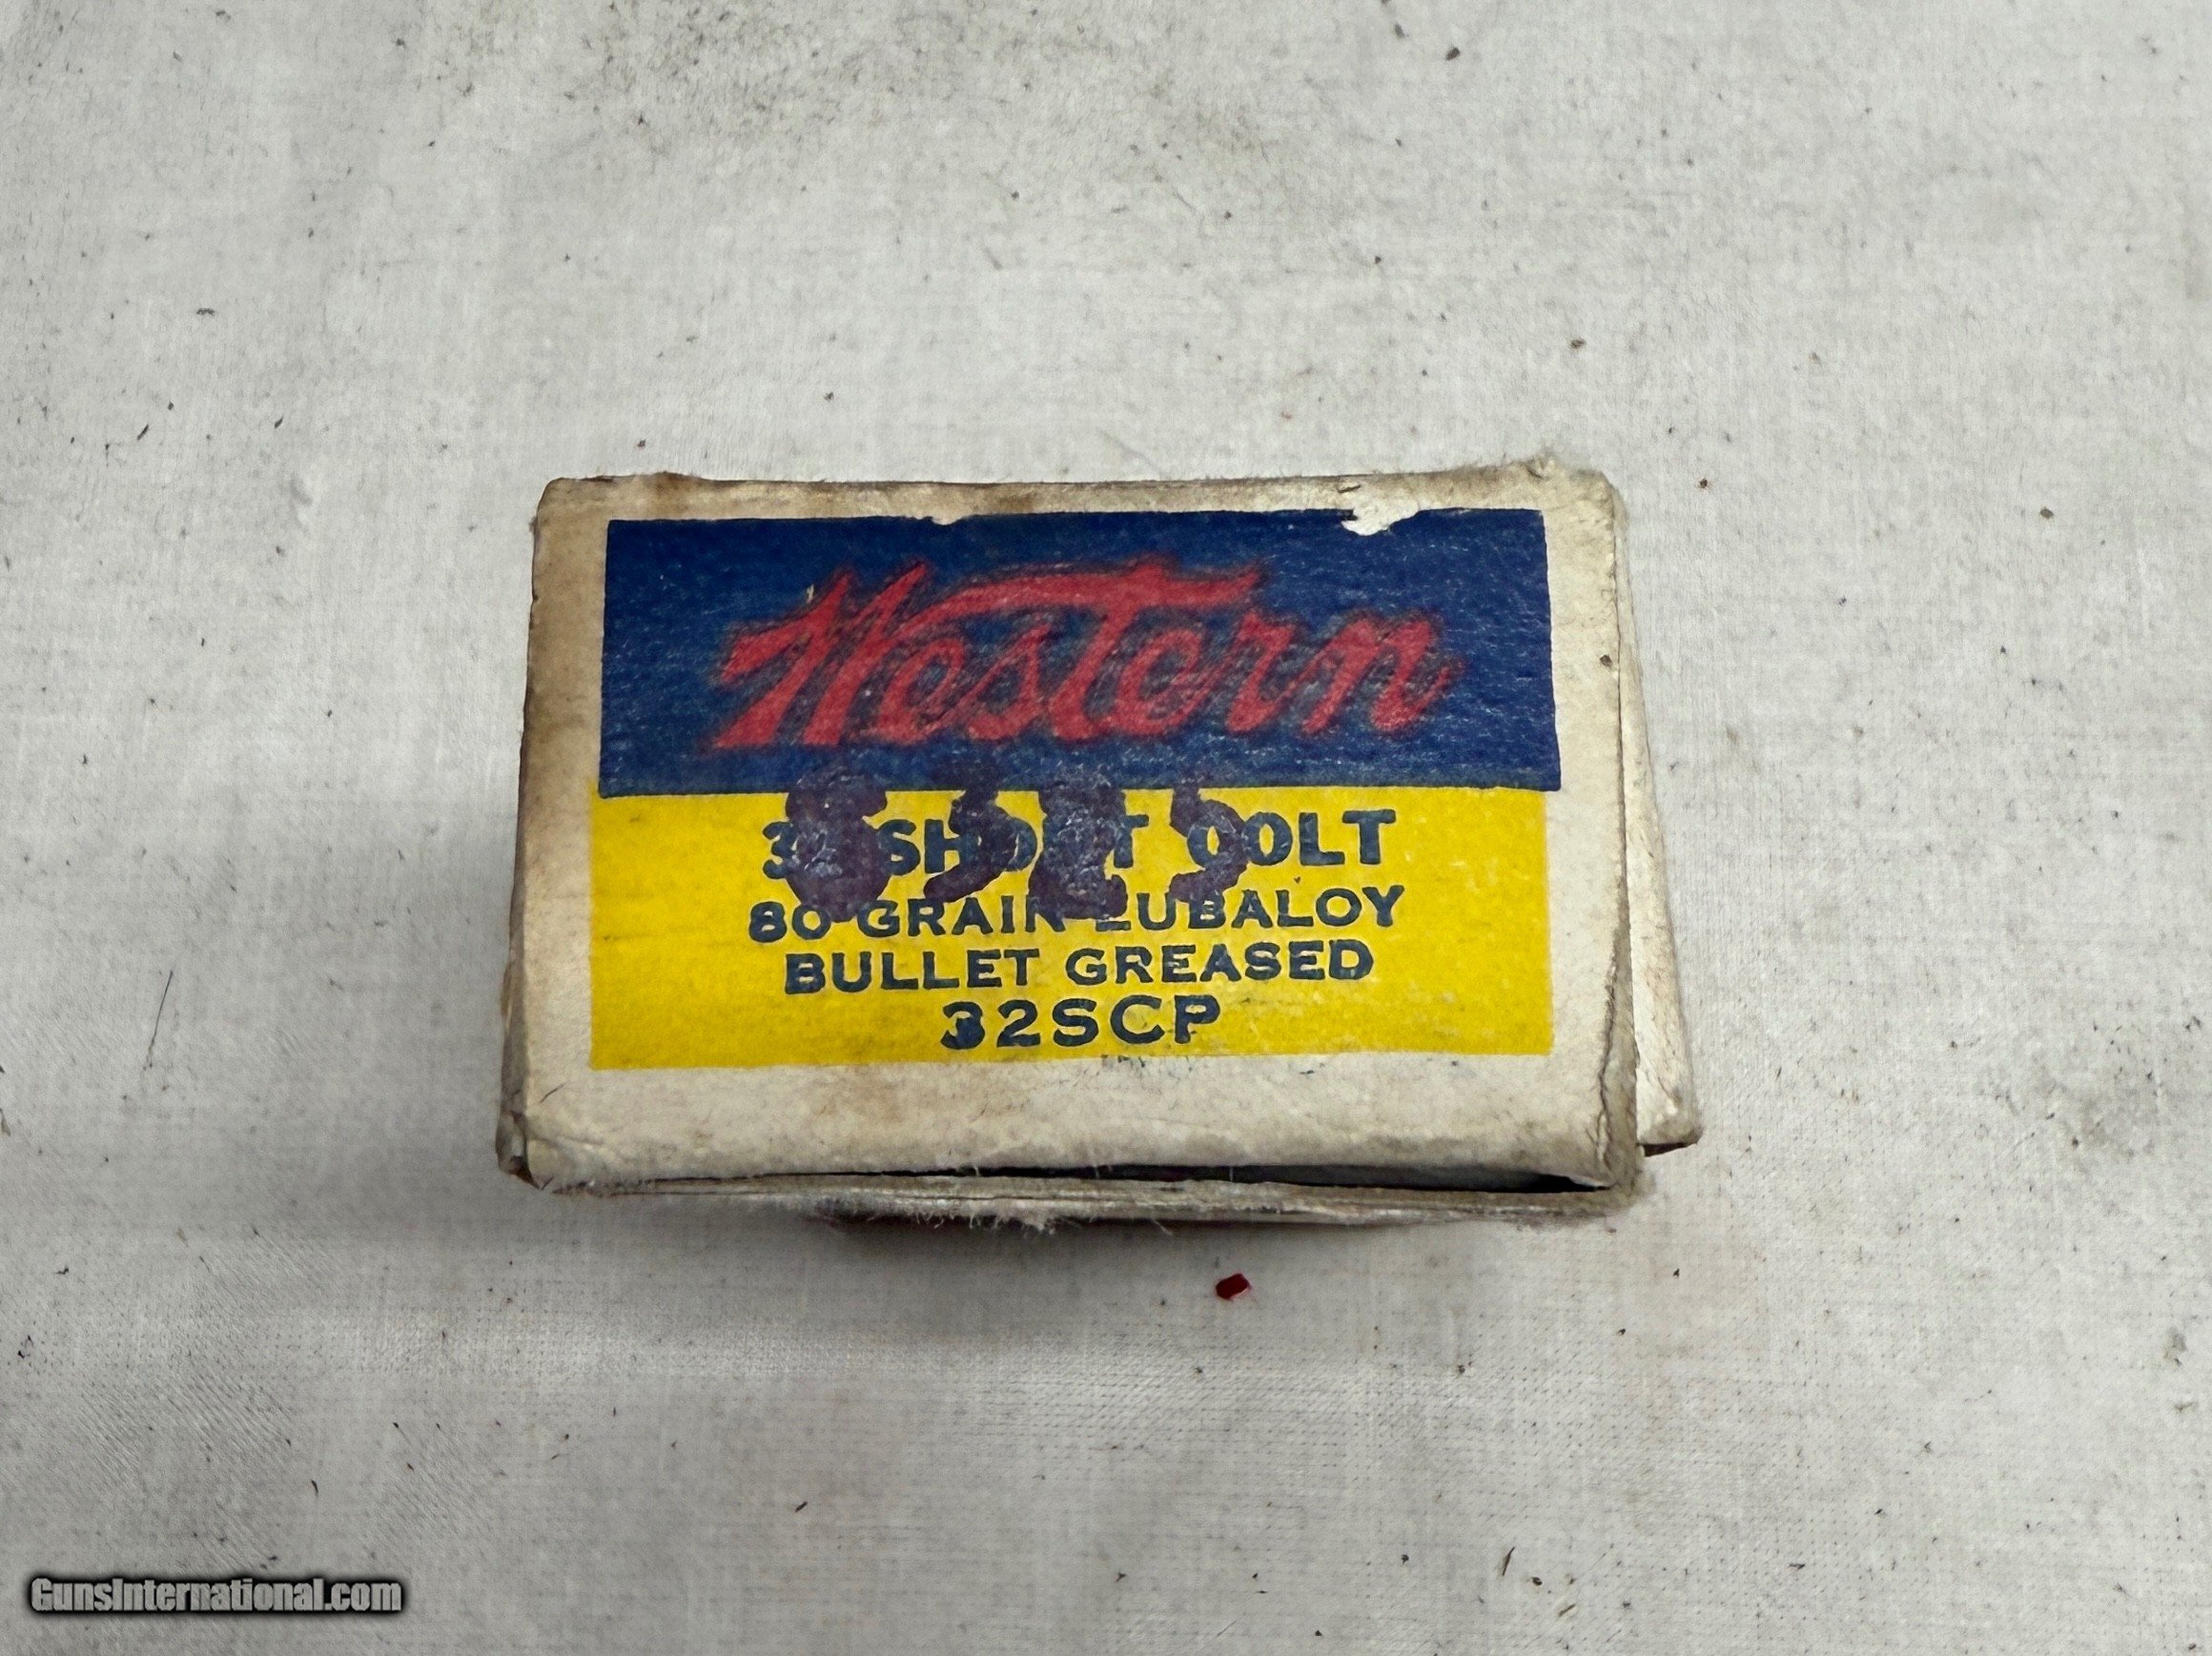 Western
32 SHORT COLT
80 GRAIN LUBALOY
BULLET GREASED
32SCP
GunsInternational.com